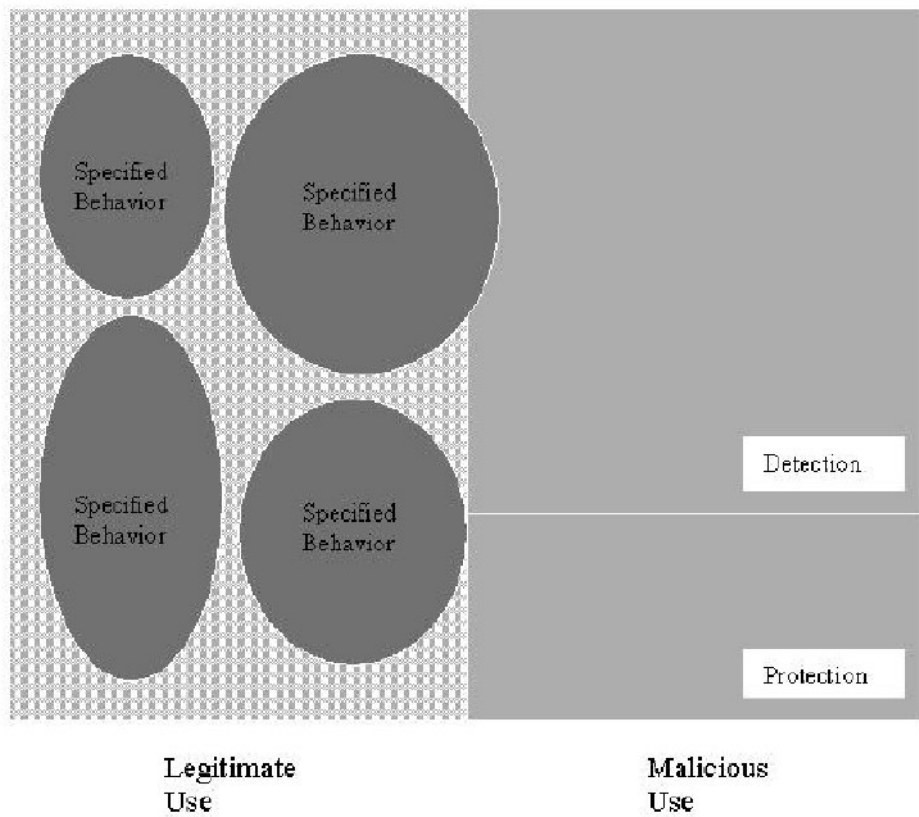 Specified
Behavior
Specified
Behavior
Specified
Behavior
Specified
Behavior
Detection
Protection
Legitimate
Use
Malicious
Use